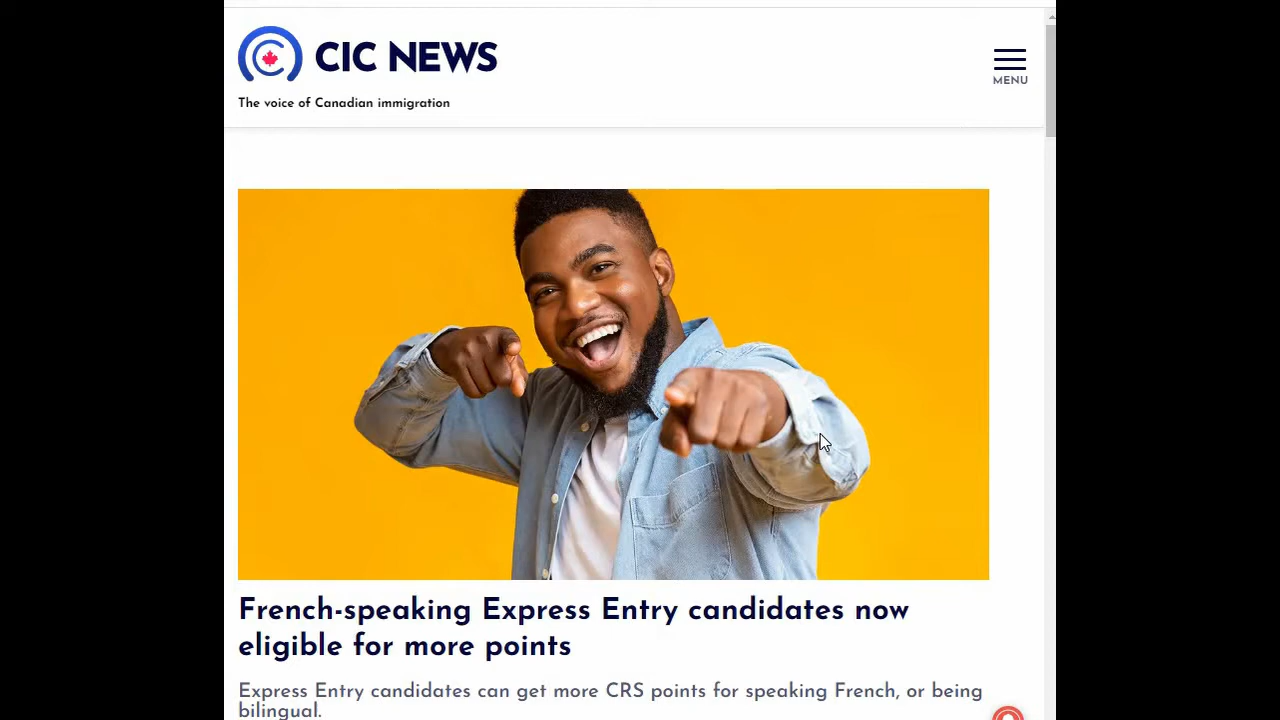 CIC NEWS
MENU
The voice of Canadian immigration
French-speaking Express Entry candidates now
eligible for more points
Express Entry candidates can get more CRS points for speaking French, or being
bilingual.